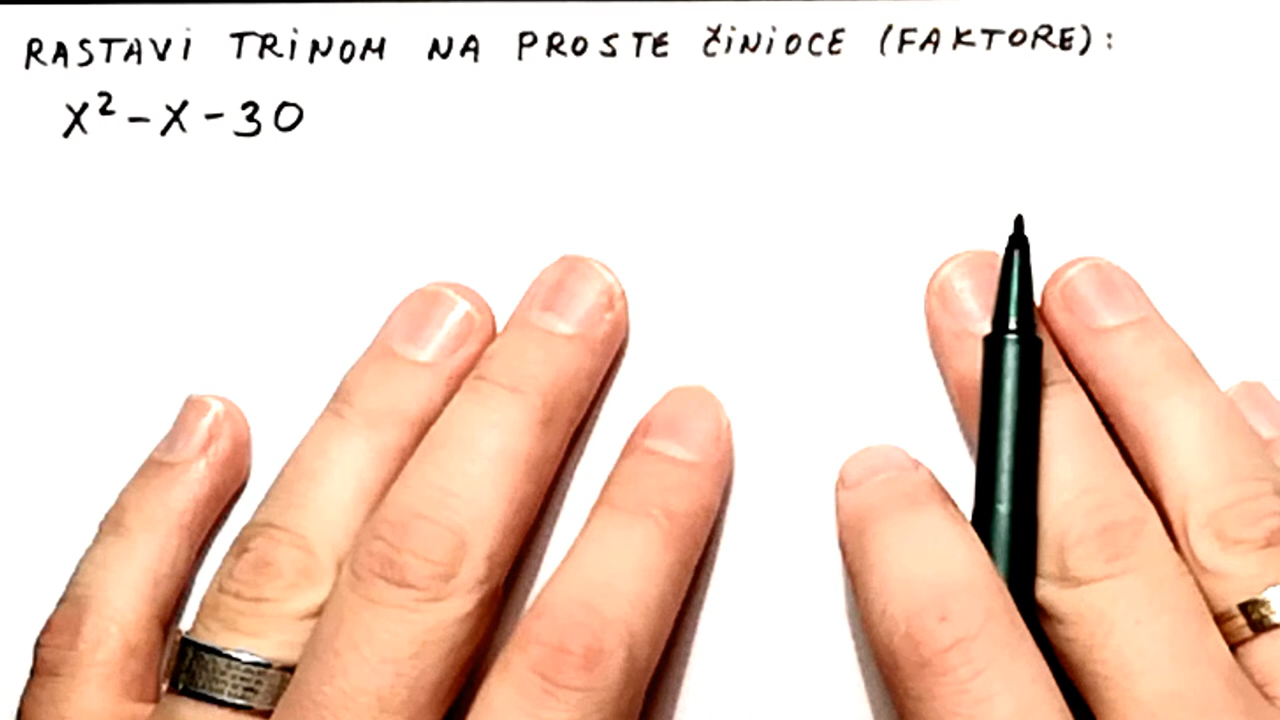 RASTAVI TRINOM NA PROSTE ČINIOCE (FAKTORE):
x² - x - 30